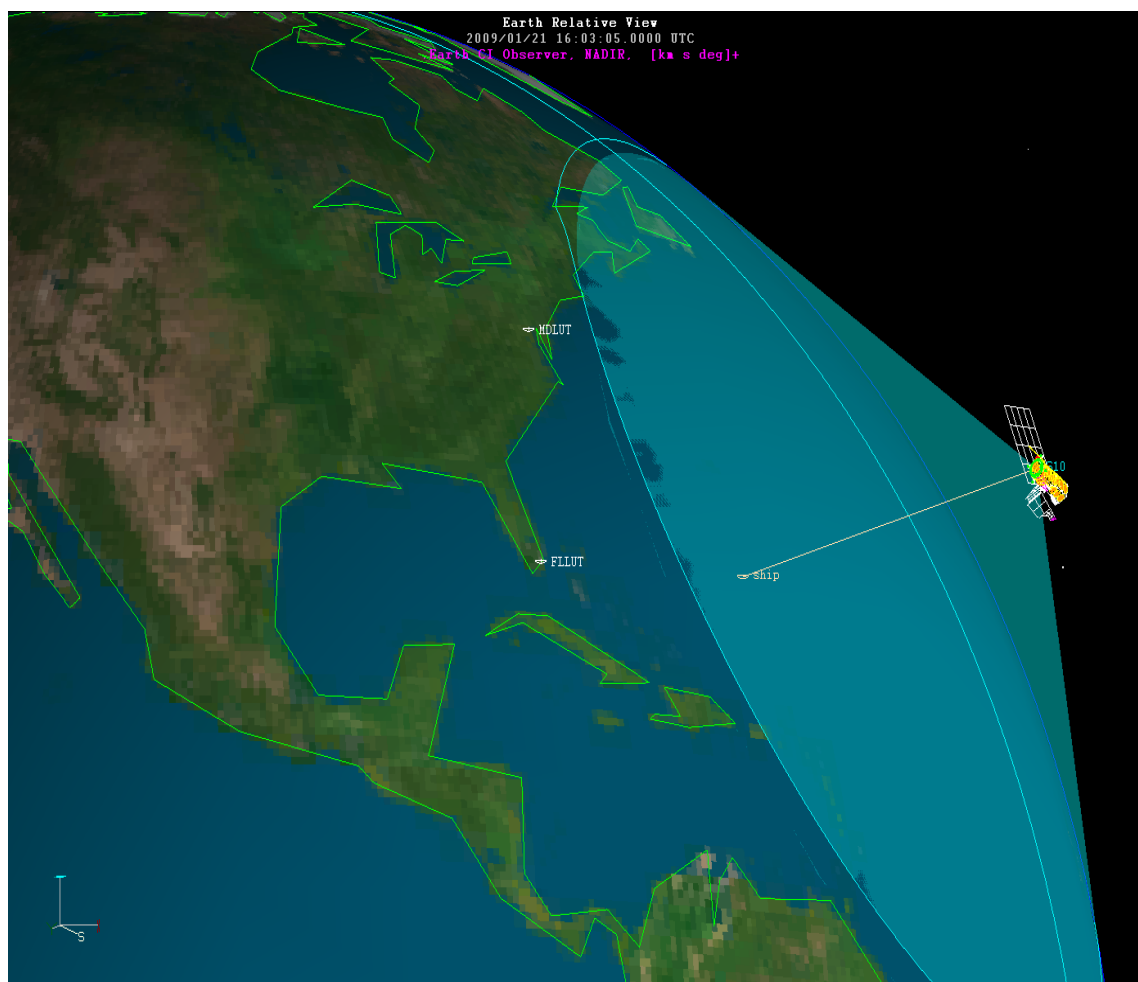 Earth Relative View
2009/01/21 16:03:05.0000 UTC
Earth CI Observer, NADIR, [km s deg]+
MDLUT
S10
FLLUT
ship
S